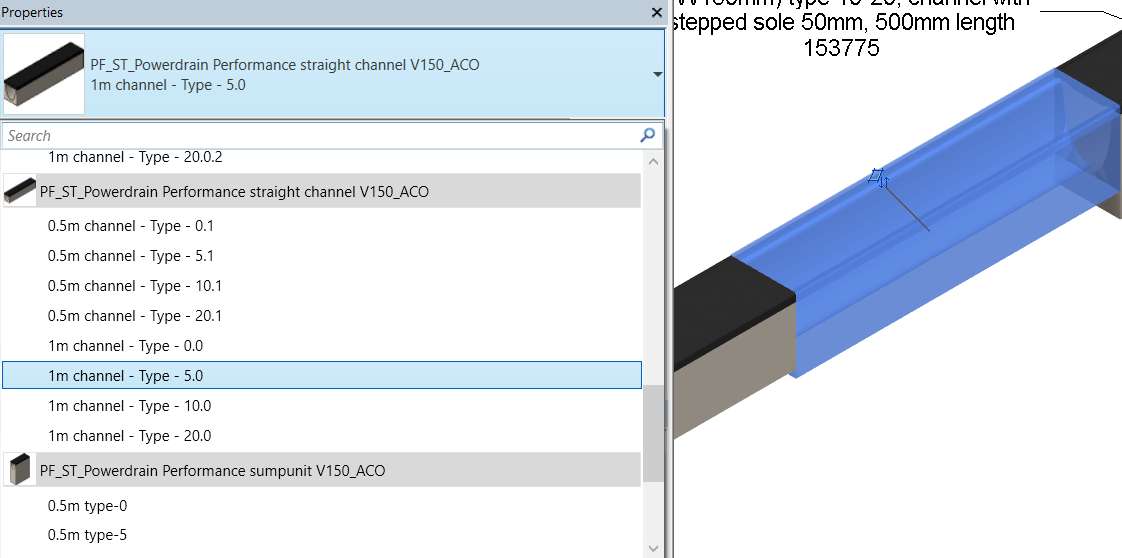 Properties
PF_ST_Powerdrain Performance straight channel V150_ACO
1m channel - Type - 5.0
Search
1m channel - Type - 20.0.2
PF_ST_Powerdrain Performance straight channel V150_ACO
0.5m channel - Type - 0.1
0.5m channel - Type - 5.1
0.5m channel - Type - 10.1
0.5m channel - Type - 20.1
1m channel - Type - 0.0
1m channel - Type - 5.0
1m channel - Type - 10.0
1m channel - Type - 20.0
PF_ST_Powerdrain Performance sumpunit V150_ACO
0.5m type-0
0.5m type-5
channel with
stepped sole 50mm, 500mm length
153775